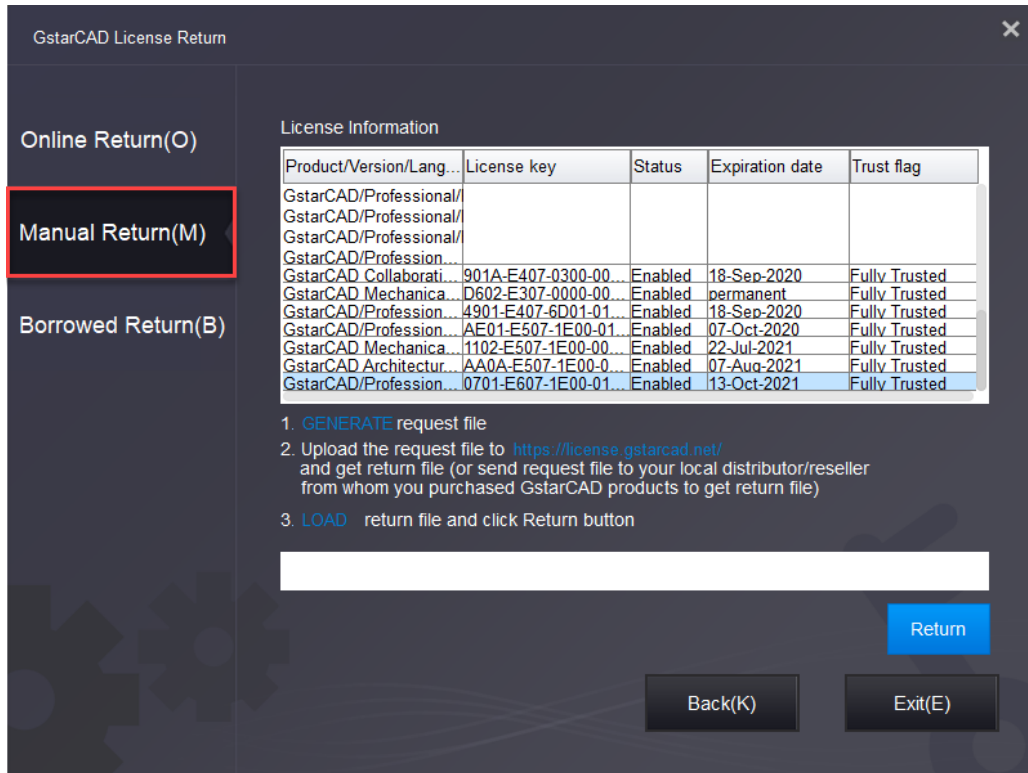 GstarCAD License Return
Online Return(O)
Manual Return(M)
Borrowed Return(B)
License Information
Product/Version/Lang... License key Status Expiration date Trust flag
GstarCAD/Professional/
GstarCAD/Professional/
GstarCAD/Professional/
GstarCAD/Profession...
GstarCAD Collaborati... 901A-E407-0300-00... Enabled 18-Sep-2020 Fully Trusted
GstarCAD Mechanica... D602-E307-0000-00... Enabled permanent Fully Trusted
GstarCAD/Profession... 4901-E407-6D01-01... Enabled 18-Sep-2020 Fully Trusted
GstarCAD/Profession... AE01-E507-1E00-01... Enabled 07-Oct-2020 Fully Trusted
GstarCAD Mechanica... 1102-E507-1E00-00... Enabled 22-Jul-2021 Fully Trusted
GstarCAD Architectur... AA0A-E507-1E00-0... Enabled 07-Aug-2021 Fully Trusted
GstarCAD/Profession... 0701-E607-1E00-01... Enabled 13-Oct-2021 Fully Trusted
1. GENERATE request file
2. Upload the request file to https://license.gstarcad.net/
and get return file (or send request file to your local distributor/reseller
from whom you purchased GstarCAD products to get return file)
3. LOAD return file and click Return button
Return
Back(K)
Exit(E)